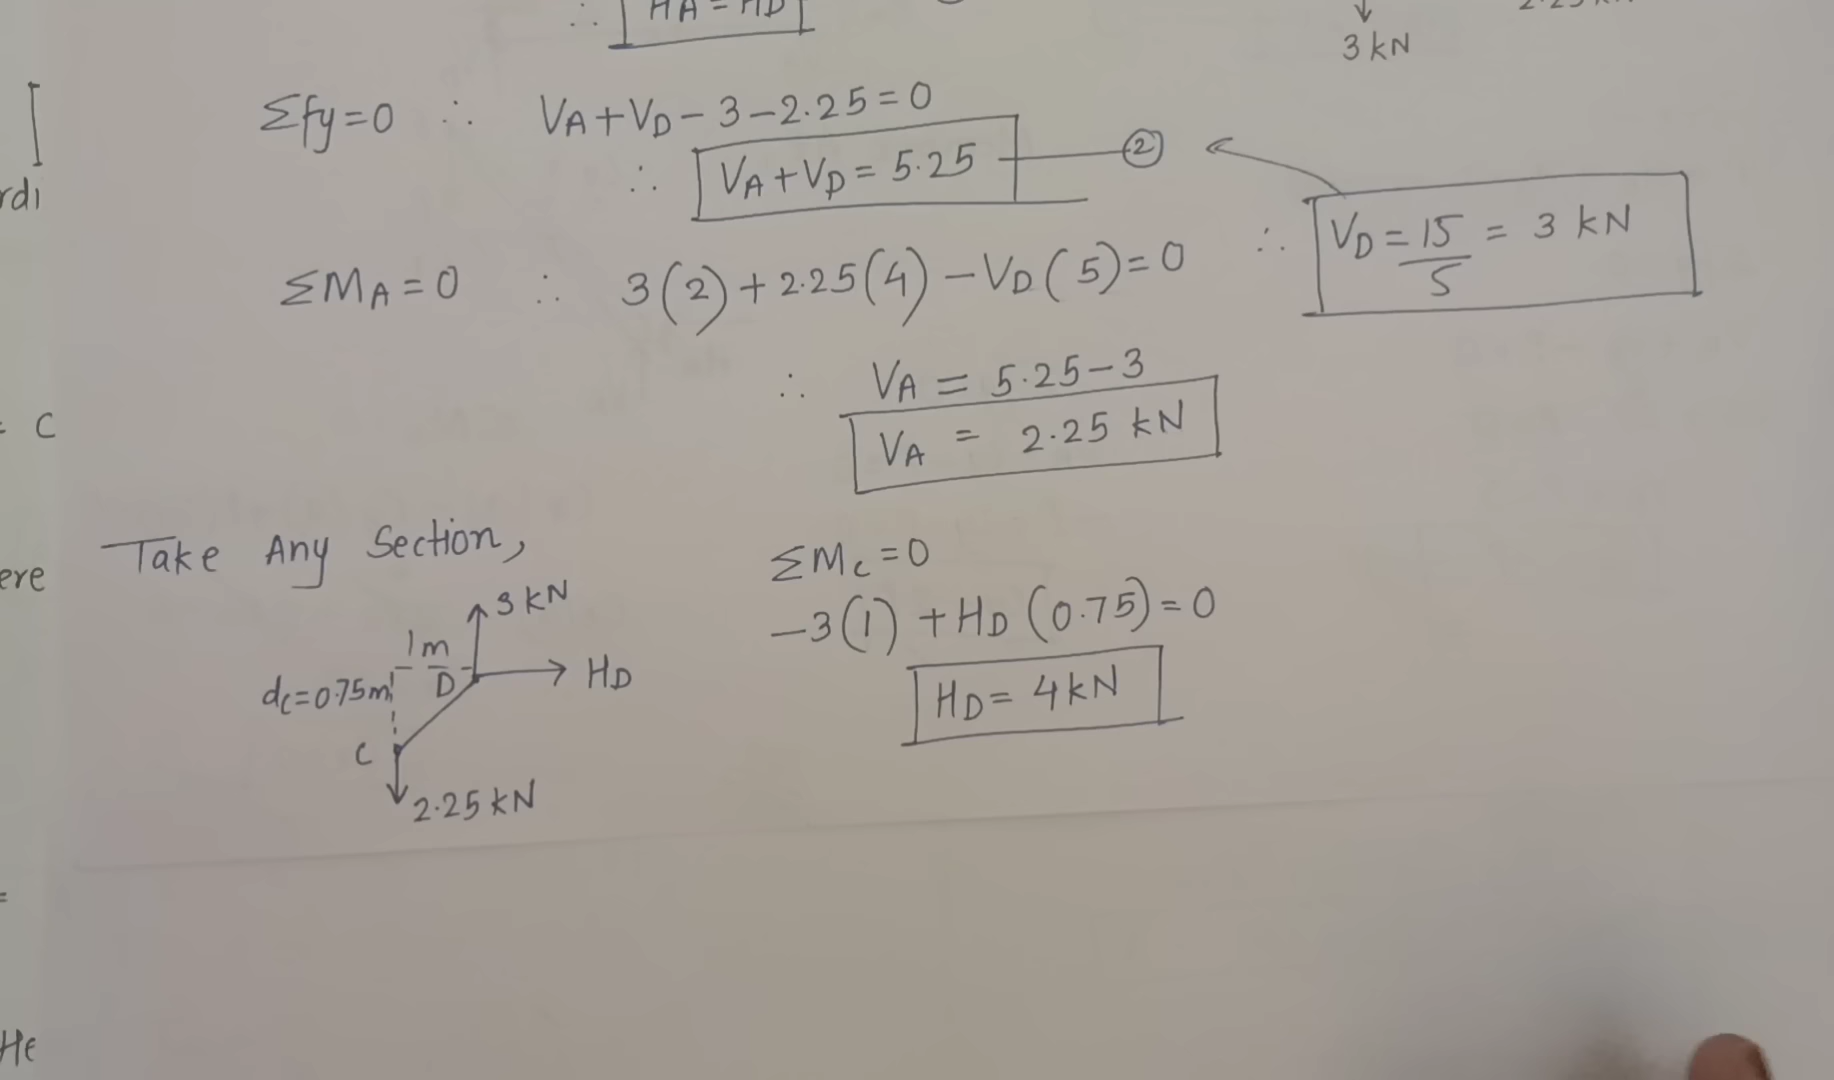 ∴ HA = HD
3 kN
Σfy=0 ∴ VA+VD-3-2.25=0
∴ VA+VD = 5.25 ②
rdi
∴ VD = 15/5 = 3 kN
ΣMA=0 ∴ 3(2)+2.25(4)-VD(5)=0
∴ VA = 5.25-3
VA = 2.25 kN
= C
Take Any Section,
ere
3 kN
1m
dc=0.75m
D
HD
C
2.25 kN
ΣMc=0
-3(1)+HD(0.75)=0
HD = 4kN
=
He